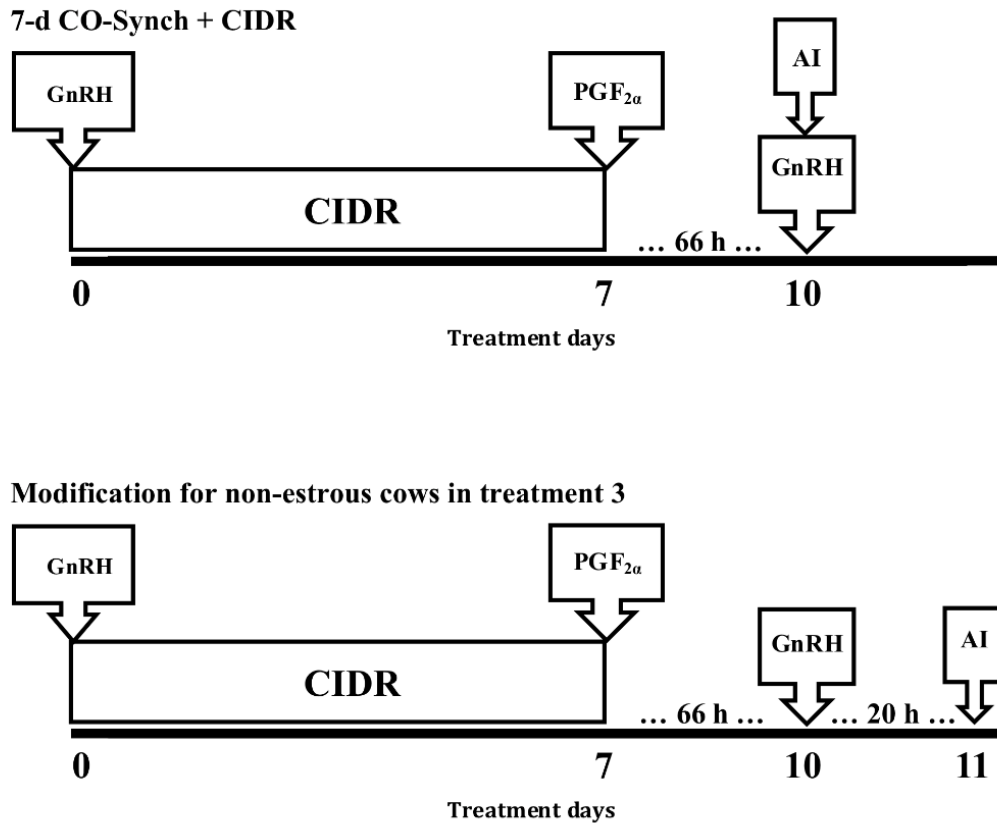 7-d CO-Synch + CIDR
AI
GnRH
PGF2α
GnRH
CIDR
... 66 h ...
0
7
10
Treatment days
Modification for non-estrous cows in treatment 3
GnRH
PGF2α
GnRH
AI
CIDR
... 66 h ...
... 20 h ...
0
7
10
11
Treatment days